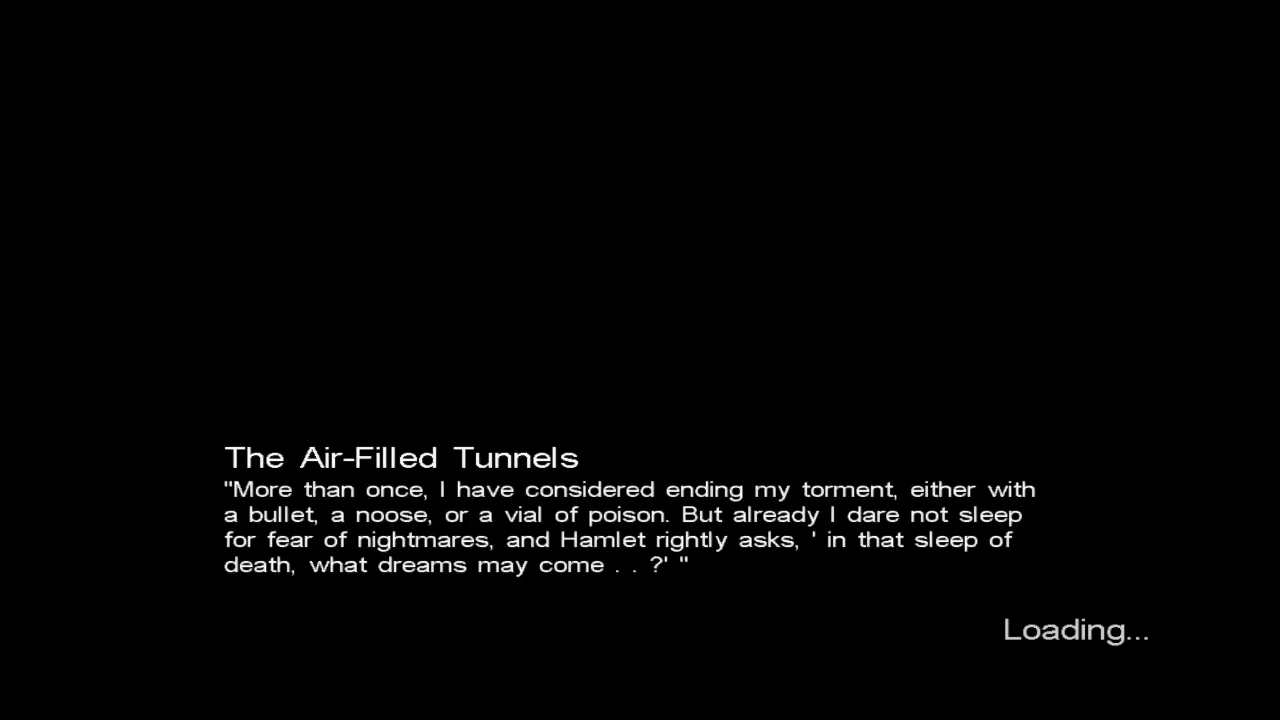 The Air-Filled Tunnels
"More than once, I have considered ending my torment, either with
a bullet, a noose, or a vial of poison. But already I dare not sleep
for fear of nightmares, and Hamlet rightly asks, ' in that sleep of
death, what dreams may come . . ?' "
Loading...